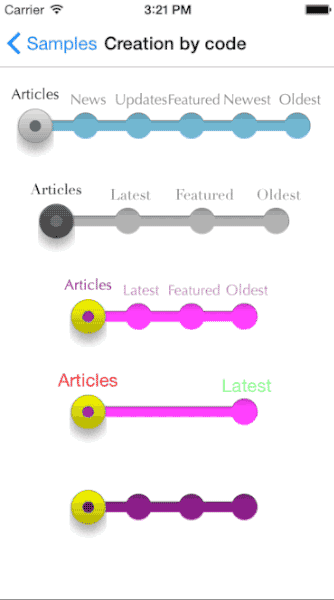 Carrier 3:21 PM
Samples Creation by code
Articles News Updates Featured Newest Oldest
Articles Latest Featured Oldest
Articles Latest Featured Oldest
Articles Latest